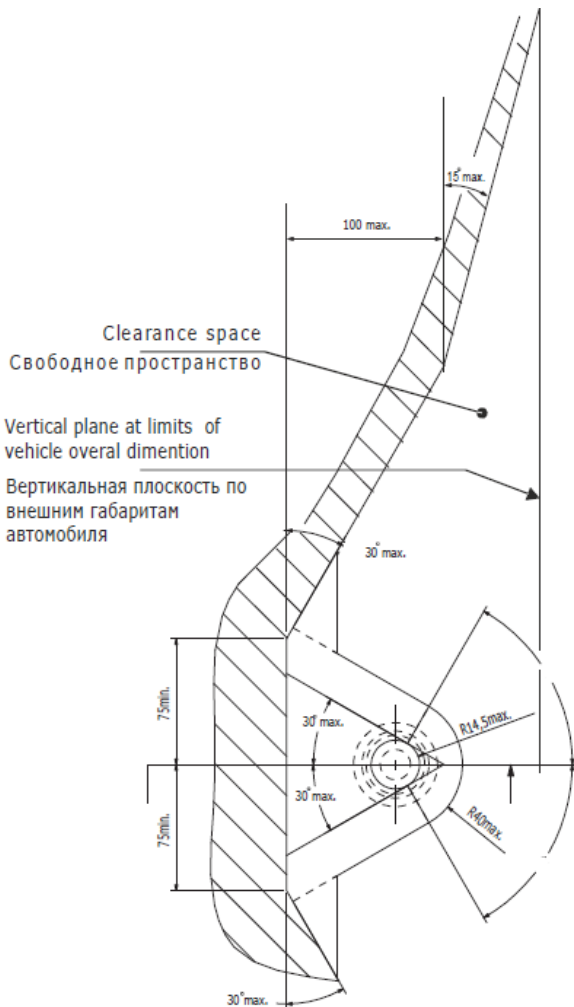 15° max.
100 max.
Clearance space
Свободное пространство
Vertical plane at limits of
vehicle overal dimention
Вертикальная плоскость по
внешним габаритам
автомобиля
30° max.
75min.
30° max.
R14,5max.
30° max.
75min.
R40max.
30° max.